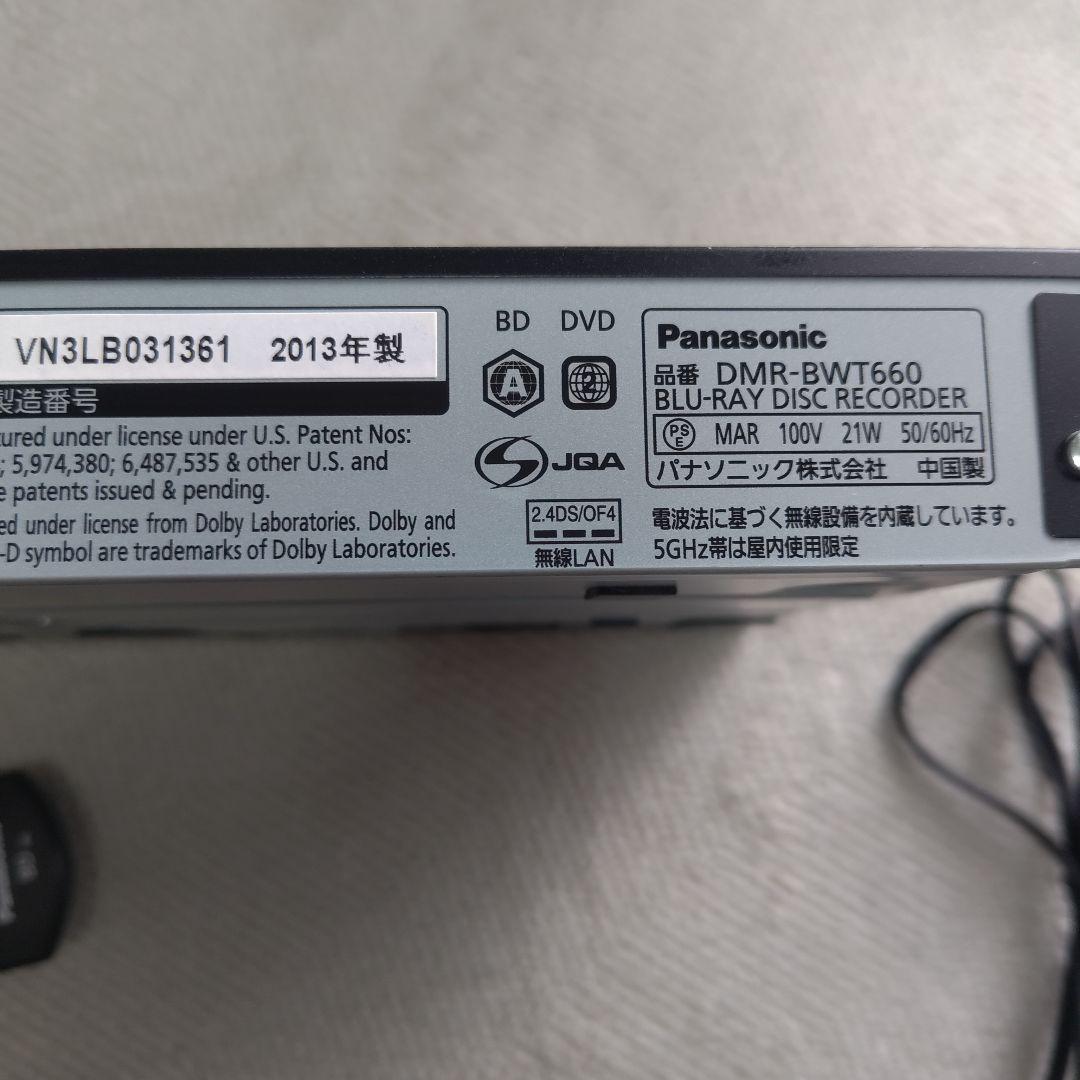 VN3LB031361 2013年製
製造番号
tured under license under U.S. Patent Nos:
; 5,974,380; 6,487,535 & other U.S. and
e patents issued & pending.
ed under license from Dolby Laboratories. Dolby and
-D symbol are trademarks of Dolby Laboratories.
BD DVD
A 2
JQA
2.4DS/OF4
無線LAN
Panasonic
品番 DMR-BWT660
BLU-RAY DISC RECORDER
PSE MAR 100V 21W 50/60Hz
パナソニック株式会社 中国製
電波法に基づく無線設備を内蔵しています。
5GHz帯は屋内使用限定